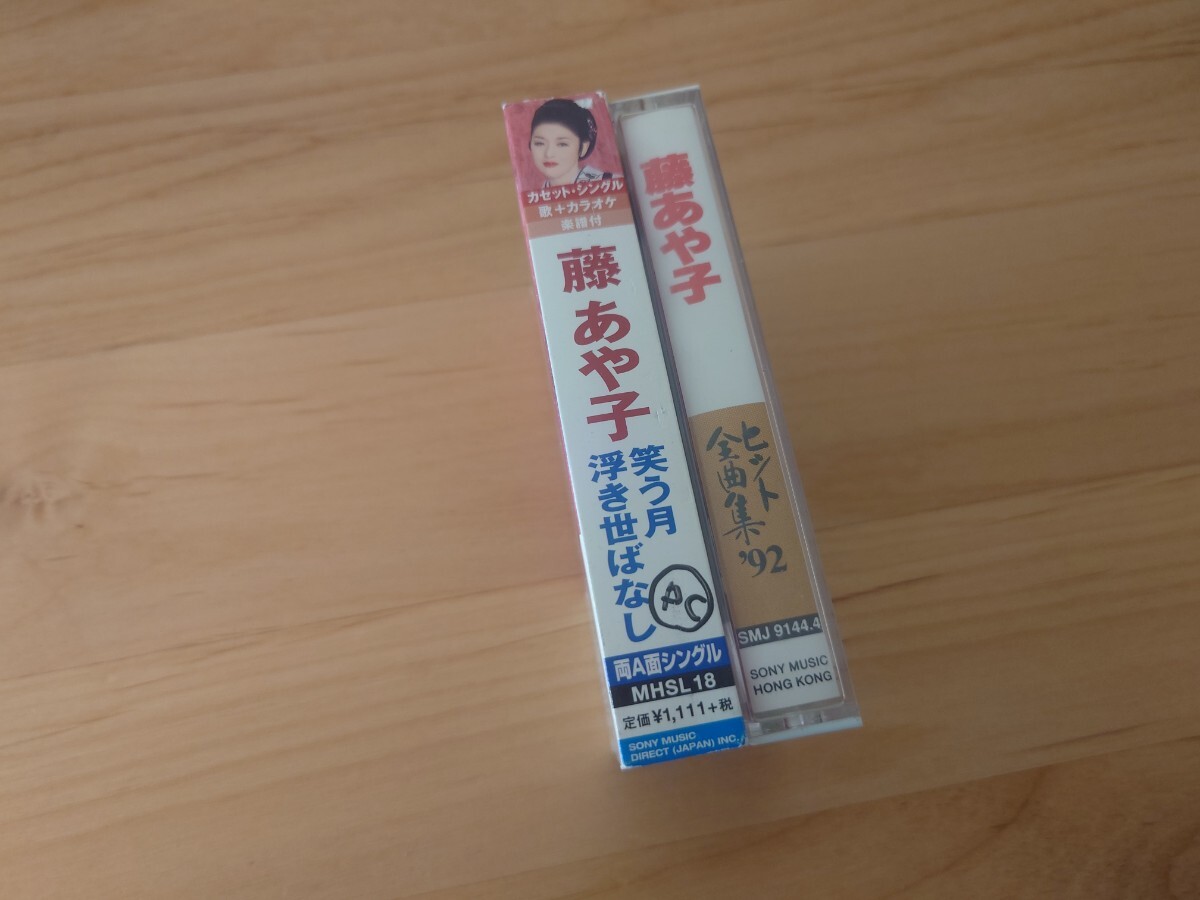 カセット・シングル
歌+カラオケ
楽譜付
藤あや子
笑う月
浮き世ばなし
AC
両A面シングル
MHSL 18
定価¥1,111+税
SONY MUSIC
DIRECT (JAPAN) INC.
藤あや子
ヒット
全曲集
'92
SMJ 9144.4
SONY MUSIC
HONG KONG